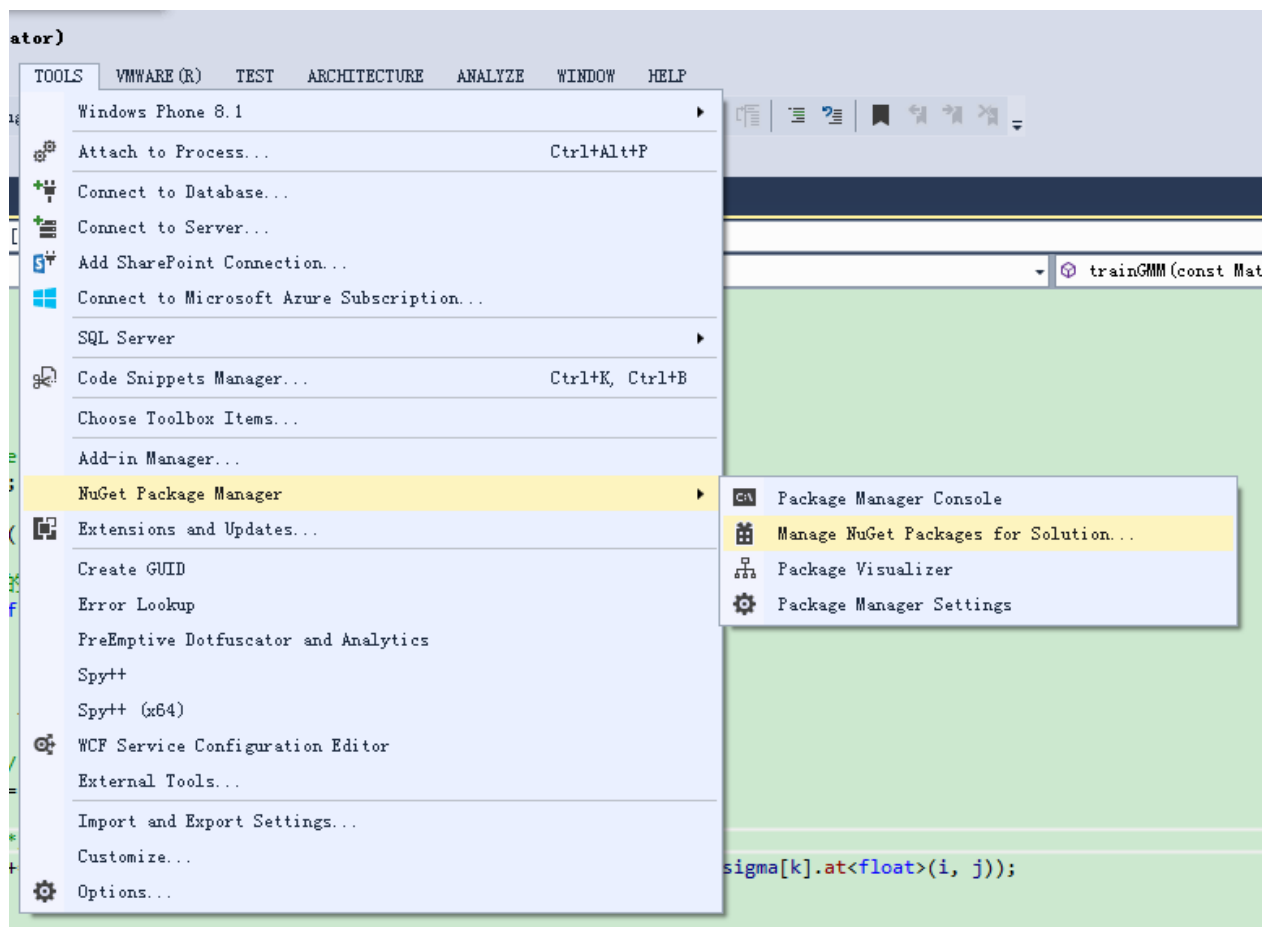 ator)
TOOLS VMWARE(R) TEST ARCHITECTURE ANALYZE WINDOW HELP
Windows Phone 8.1
Attach to Process... Ctrl+Alt+P
Connect to Database...
Connect to Server...
[
Add SharePoint Connection...
trainGMM(const Mat
Connect to Microsoft Azure Subscription...
SQL Server
Code Snippets Manager... Ctrl+K, Ctrl+B
Choose Toolbox Items...
Add-in Manager...
NuGet Package Manager
Package Manager Console
Extensions and Updates...
Manage NuGet Packages for Solution...
Create GUID
Package Visualizer
Error Lookup
Package Manager Settings
PreEmptive Dotfuscator and Analytics
Spy++
Spy++ (x64)
WCF Service Configuration Editor
External Tools...
Import and Export Settings...
Customize...
sigma[k].at<float>(i, j));
Options...